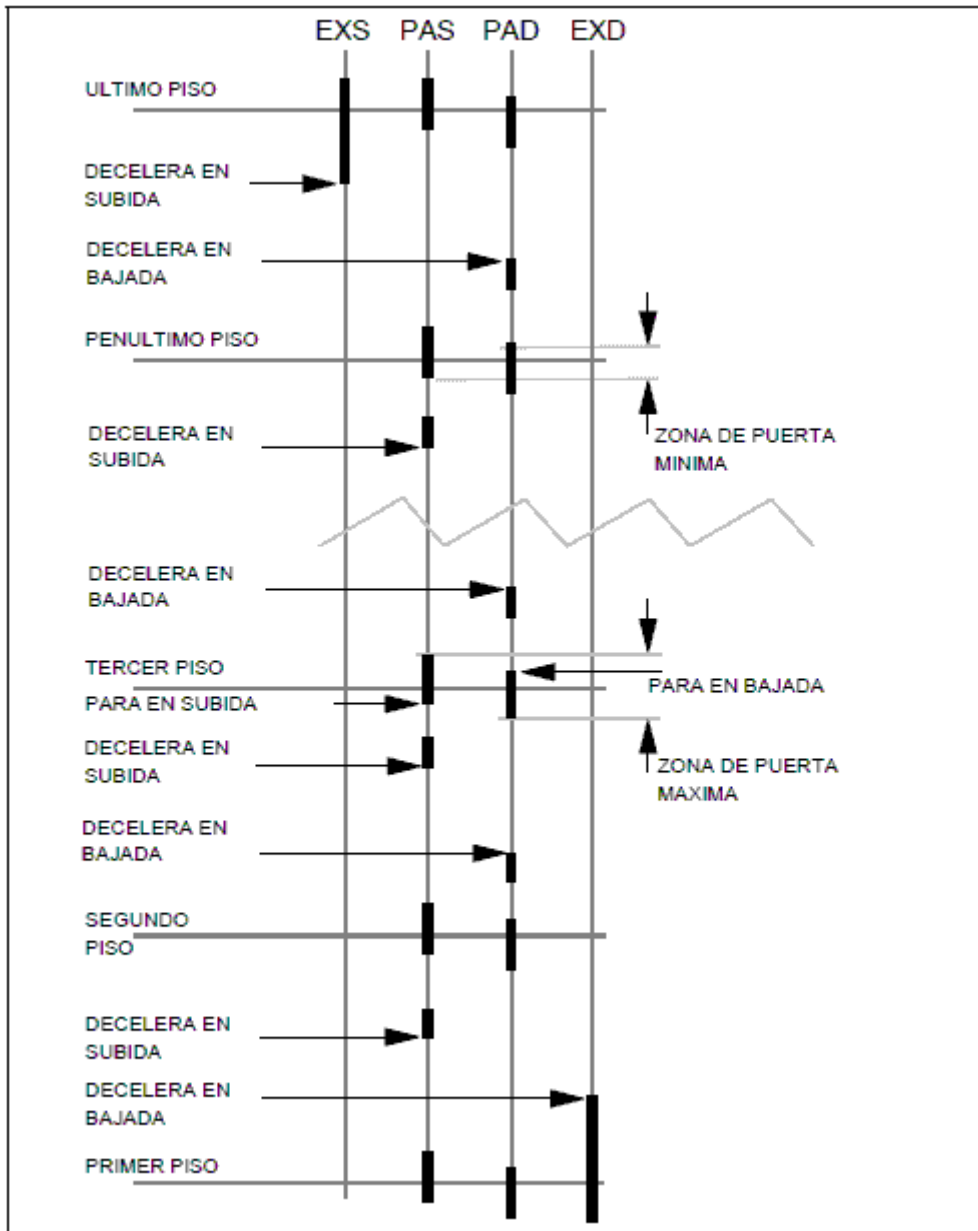 EXS PAS PAD EXD
ULTIMO PISO
DECELERA EN
SUBIDA
DECELERA EN
BAJADA
PENULTIMO PISO
DECELERA EN
SUBIDA
ZONA DE PUERTA
MINIMA
DECELERA EN
BAJADA
TERCER PISO
PARA EN BAJADA
PARA EN SUBIDA
DECELERA EN
SUBIDA
ZONA DE PUERTA
MAXIMA
DECELERA EN
BAJADA
SEGUNDO
PISO
DECELERA EN
SUBIDA
DECELERA EN
BAJADA
PRIMER PISO